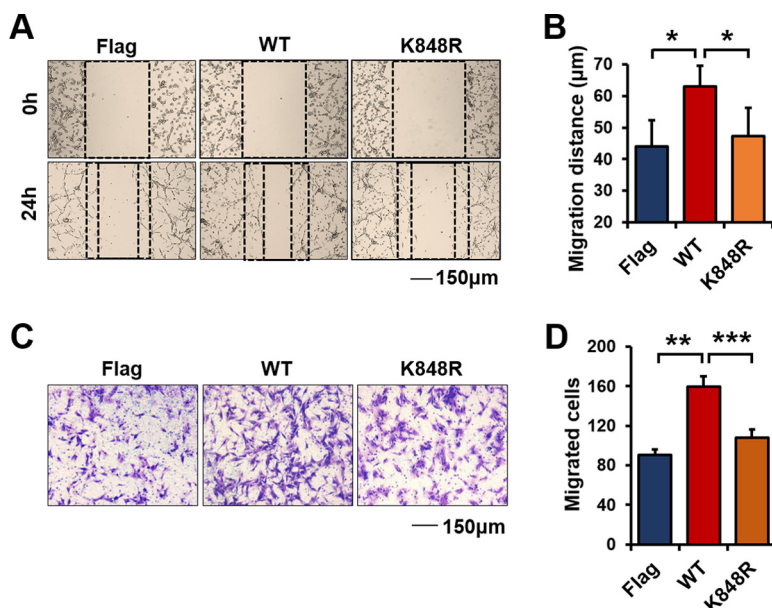 A
Flag
WT
K848R
0h
24h
150µm
B
Migration distance (µm)
70
60
50
40
30
20
*
*
Flag
WT
K848R
C
Flag
WT
K848R
150µm
D
Migrated cells
200
160
120
80
40
0
**
***
Flag
WT
K848R